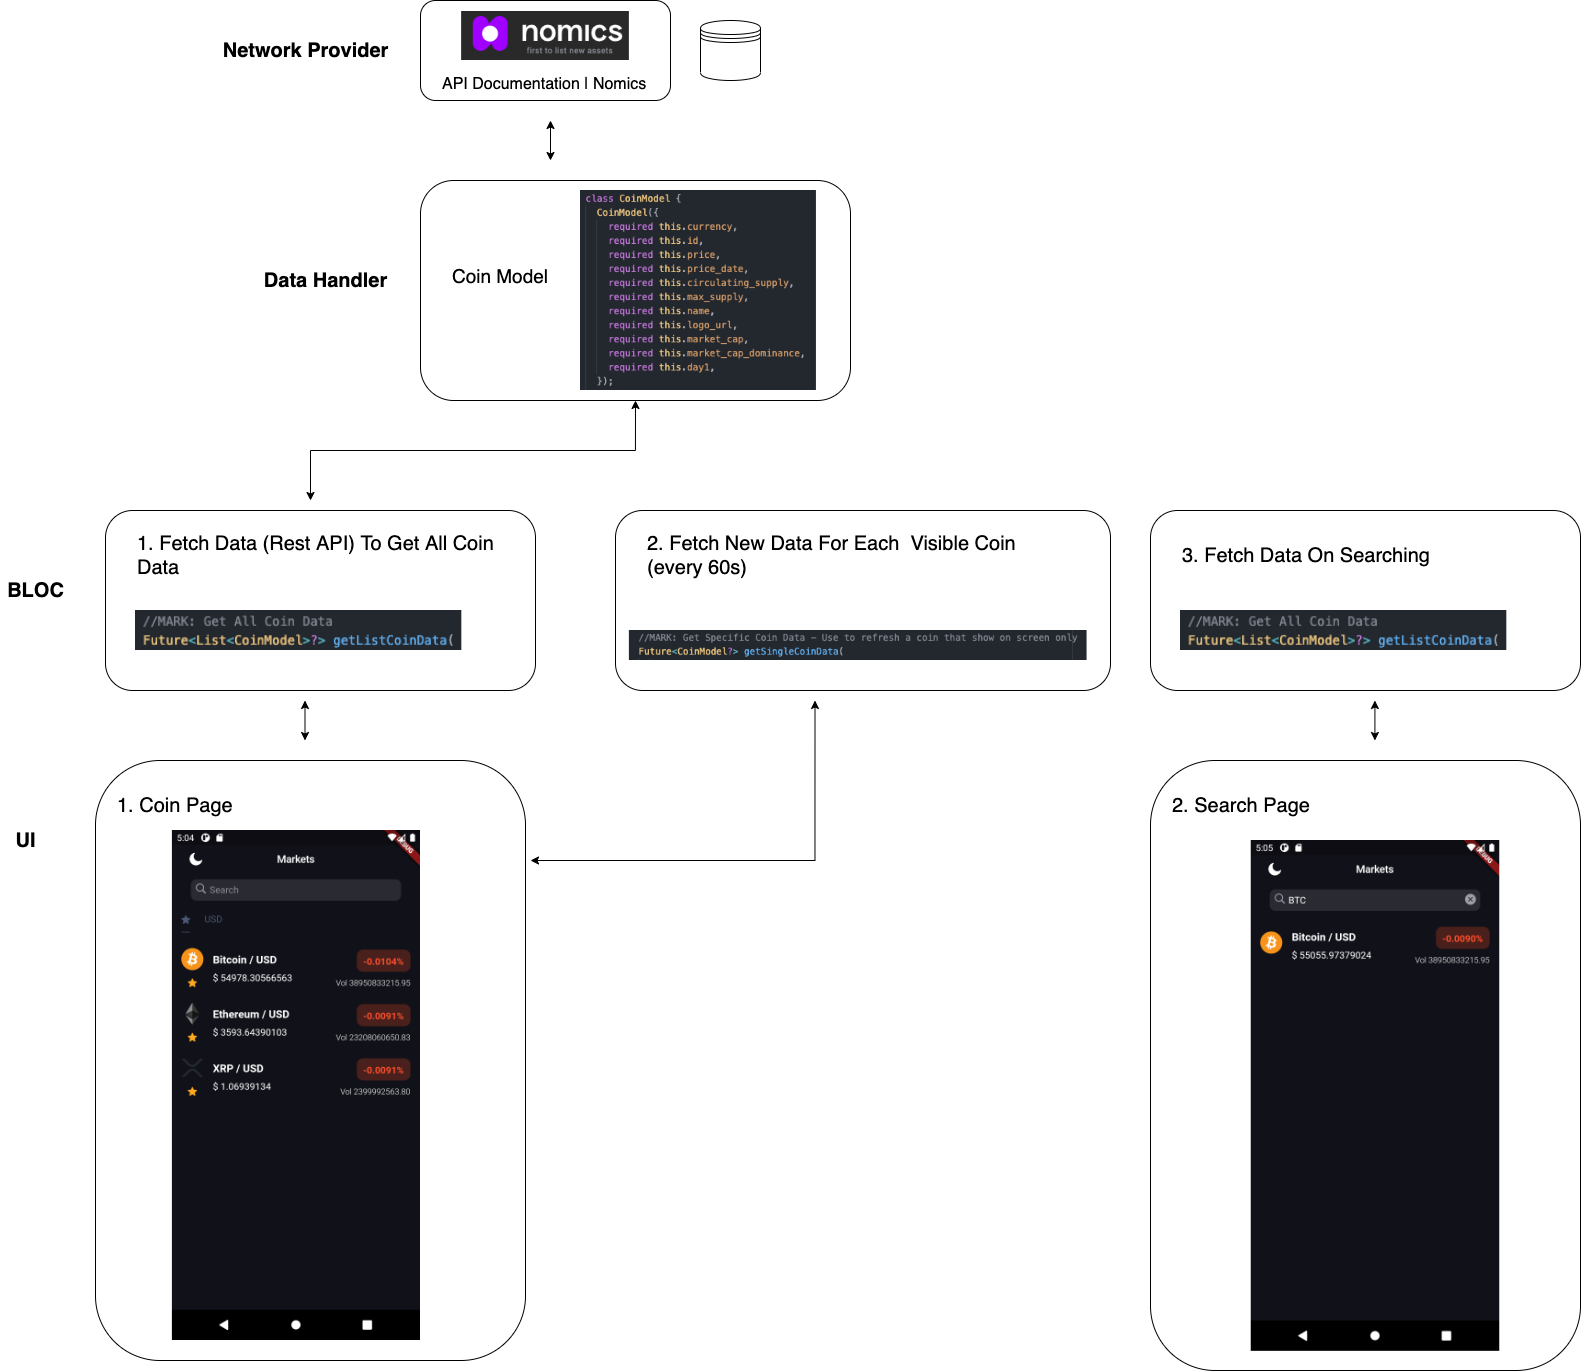 Network Provider
nomics
first to list new assets
API Documentation | Nomics
Data Handler
Coin Model
class CoinModel {
CoinModel({
required this.currency,
required this.id,
required this.price,
required this.price_date,
required this.circulating_supply,
required this.max_supply,
required this.name,
required this.logo_url,
required this.market_cap,
required this.market_cap_dominance,
required this.day1,
});
BLOC
1. Fetch Data (Rest API) To Get All Coin
Data
//MARK: Get All Coin Data
Future<List<CoinModel>?> getListCoinData(
2. Fetch New Data For Each  Visible Coin
(every 60s)
//MARK: Get Specific Coin Data – Use to refresh a coin that show on screen only
Future<CoinModel?> getSingleCoinData(
3. Fetch Data On Searching
//MARK: Get All Coin Data
Future<List<CoinModel>?> getListCoinData(
UI
1. Coin Page
5:04
DEBUG
Markets
Search
USD
Bitcoin / USD
-0.0104%
$ 54978.30566563
Vol 38950833215.95
Ethereum / USD
-0.0091%
$ 3593.64390103
Vol 23208060650.83
XRP / USD
-0.0091%
$ 1.06939134
Vol 2399992563.80
2. Search Page
5:05
DEBUG
Markets
BTC
Bitcoin / USD
-0.0090%
$ 55055.97379024
Vol 38950833215.95